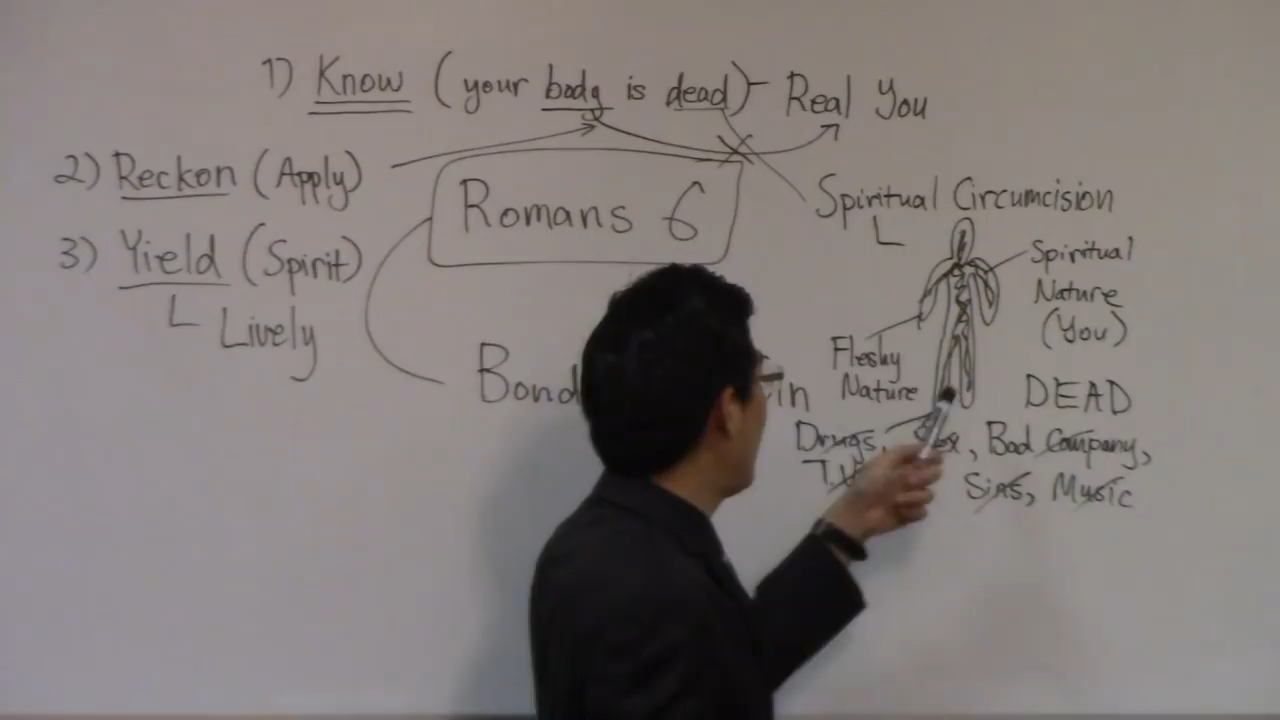 1) Know (your body is dead) - Real You
2) Reckon (Apply)
3) Yield (Spirit)
Lively
Romans 6
Bond in
Spiritual Circumcision
Spiritual
Nature
(You)
Fleshy
Nature
DEAD
Drugs, Bad Company,
Sins, Music